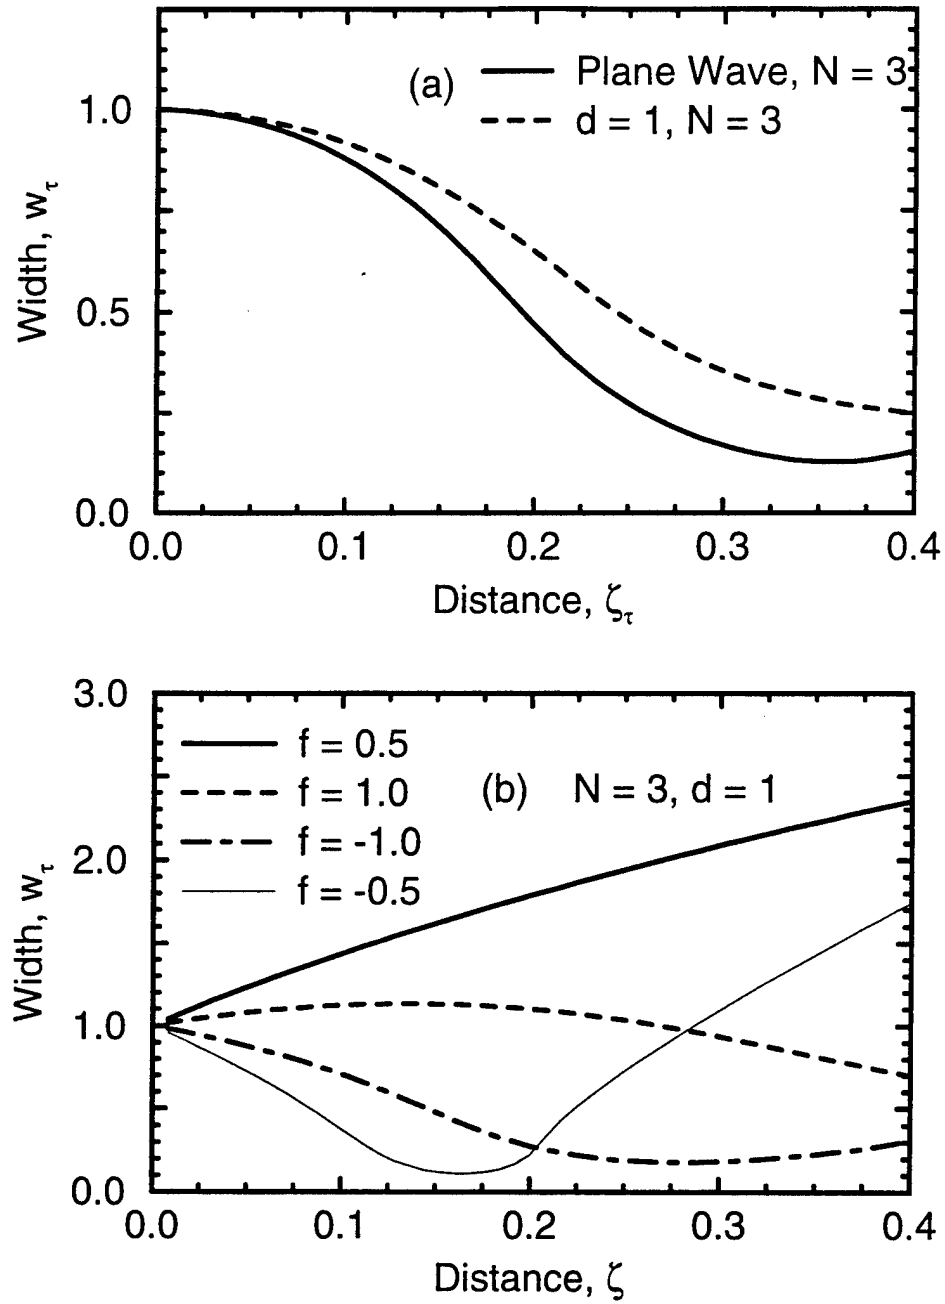 (a) Plane Wave, N = 3
d = 1, N = 3
1.0
0.5
0.0
Width, wτ
0.0 0.1 0.2 0.3 0.4
Distance, ζτ
3.0
2.0
1.0
0.0
Width, wτ
f = 0.5
f = 1.0
f = -1.0
f = -0.5
(b) N = 3, d = 1
0.0 0.1 0.2 0.3 0.4
Distance, ζ